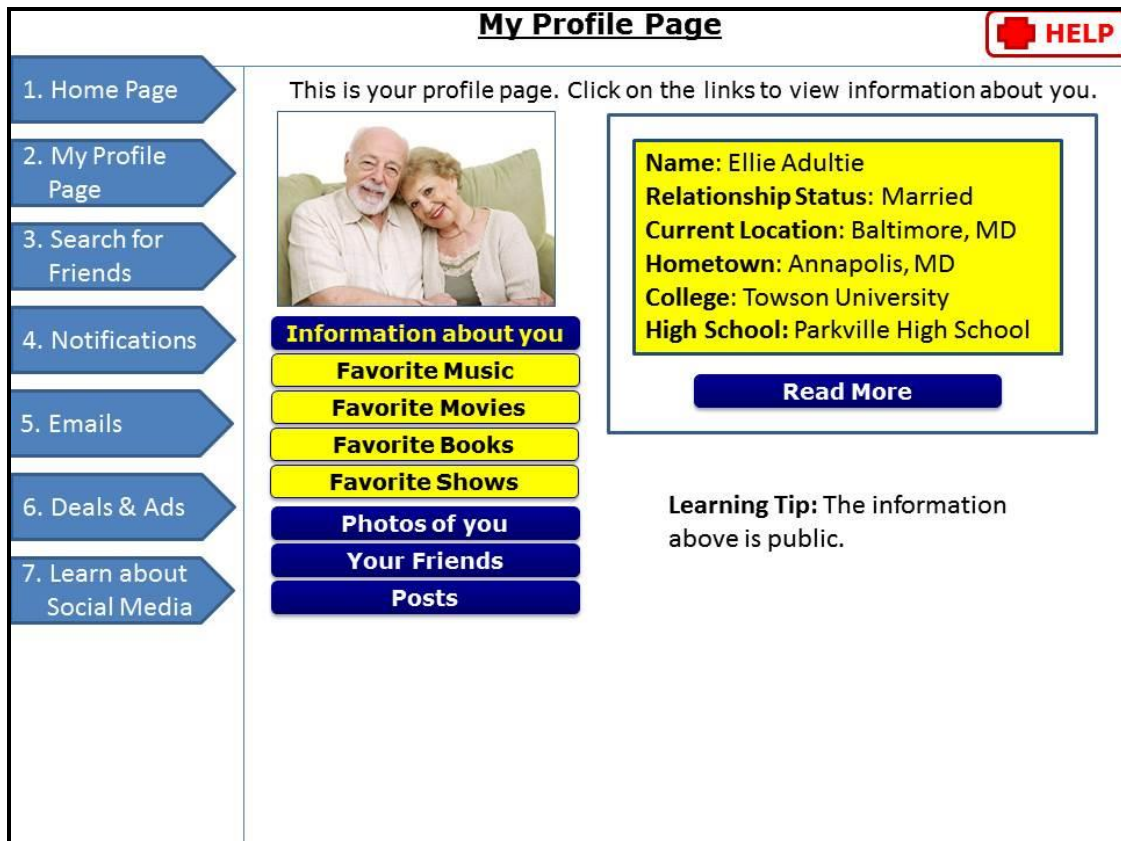 My Profile Page
HELP
1. Home Page
2. My Profile
Page
3. Search for
Friends
4. Notifications
5. Emails
6. Deals & Ads
7. Learn about
Social Media
This is your profile page. Click on the links to view information about you.
Information about you
Favorite Music
Favorite Movies
Favorite Books
Favorite Shows
Photos of you
Your Friends
Posts
Name: Ellie Adultie
Relationship Status: Married
Current Location: Baltimore, MD
Hometown: Annapolis, MD
College: Towson University
High School: Parkville High School
Read More
Learning Tip: The information
above is public.